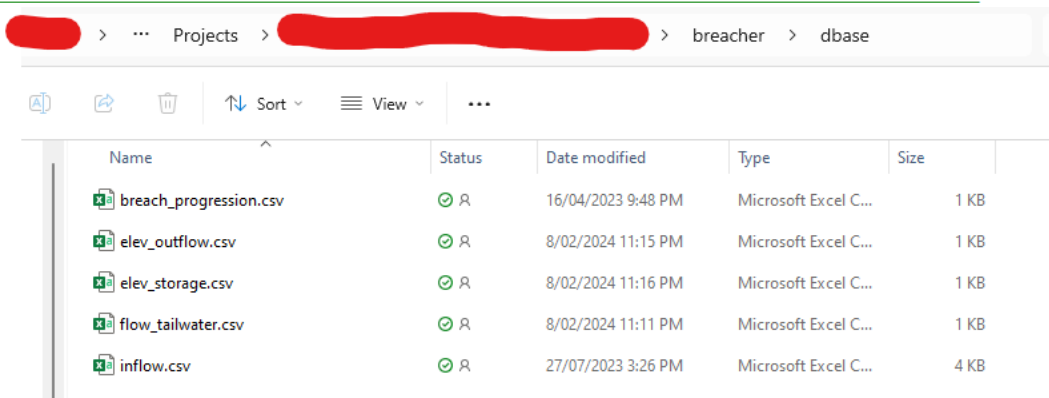 > ... Projects > > breacher > dbase
A Sort View ...
Name Status Date modified Type Size
breach_progression.csv 16/04/2023 9:48 PM Microsoft Excel C... 1 KB
elev_outflow.csv 8/02/2024 11:15 PM Microsoft Excel C... 1 KB
elev_storage.csv 8/02/2024 11:16 PM Microsoft Excel C... 1 KB
flow_tailwater.csv 8/02/2024 11:11 PM Microsoft Excel C... 1 KB
inflow.csv 27/07/2023 3:26 PM Microsoft Excel C... 4 KB